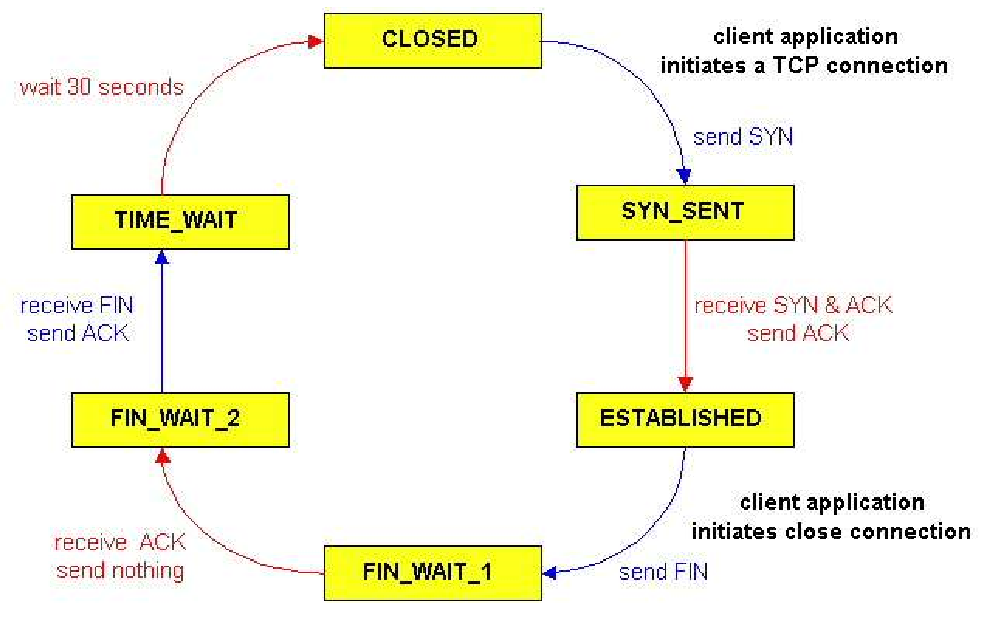 CLOSED
client application
initiates a TCP connection
wait 30 seconds
send SYN
TIME_WAIT
SYN_SENT
receive FIN
send ACK
receive SYN & ACK
send ACK
FIN_WAIT_2
ESTABLISHED
client application
initiates close connection
receive ACK
send nothing
FIN_WAIT_1
send FIN